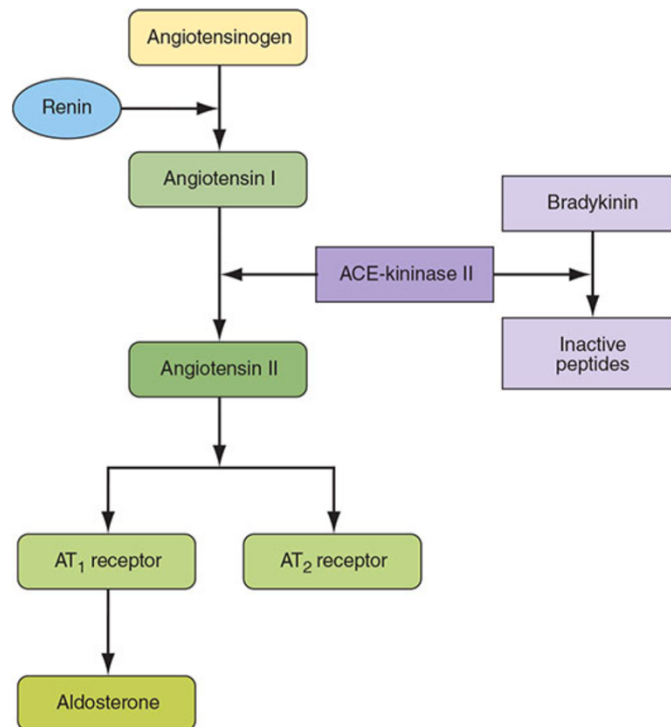 Angiotensinogen
Renin
Angiotensin I
Bradykinin
ACE-kininase II
Inactive
peptides
Angiotensin II
AT₁ receptor
AT₂ receptor
Aldosterone